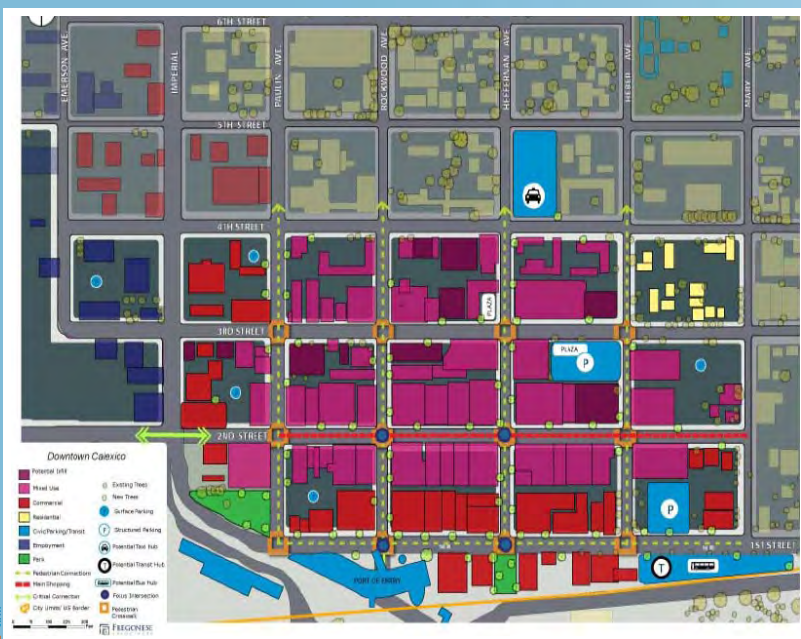 6TH STREET
EMERSON AVE.
IMPERIAL
PAULIN AVE.
ROCKWOOD AVE.
HEFFERNAN AVE.
HEBER AVE.
MARY AVE.
5TH STREET
4TH STREET
PLAZA
3RD STREET
PLAZA
P
2ND STREET
P
1ST STREET
PORT OF ENTRY
T
Downtown Calexico
Potential Infill
Mixed Use
Commercial
Residential
Civic/Parking/Transit
Employment
Park
Pedestrian Connections
Main Shopping
Critical Connection
City Limits/ US Border
Existing Trees
New Trees
Surface Parking
P
Structured Parking
Potential Taxi Hub
T
Potential Transit Hub
Potential Bus Hub
Focus Intersection
Pedestrian
Crosswalk
FREGONESE